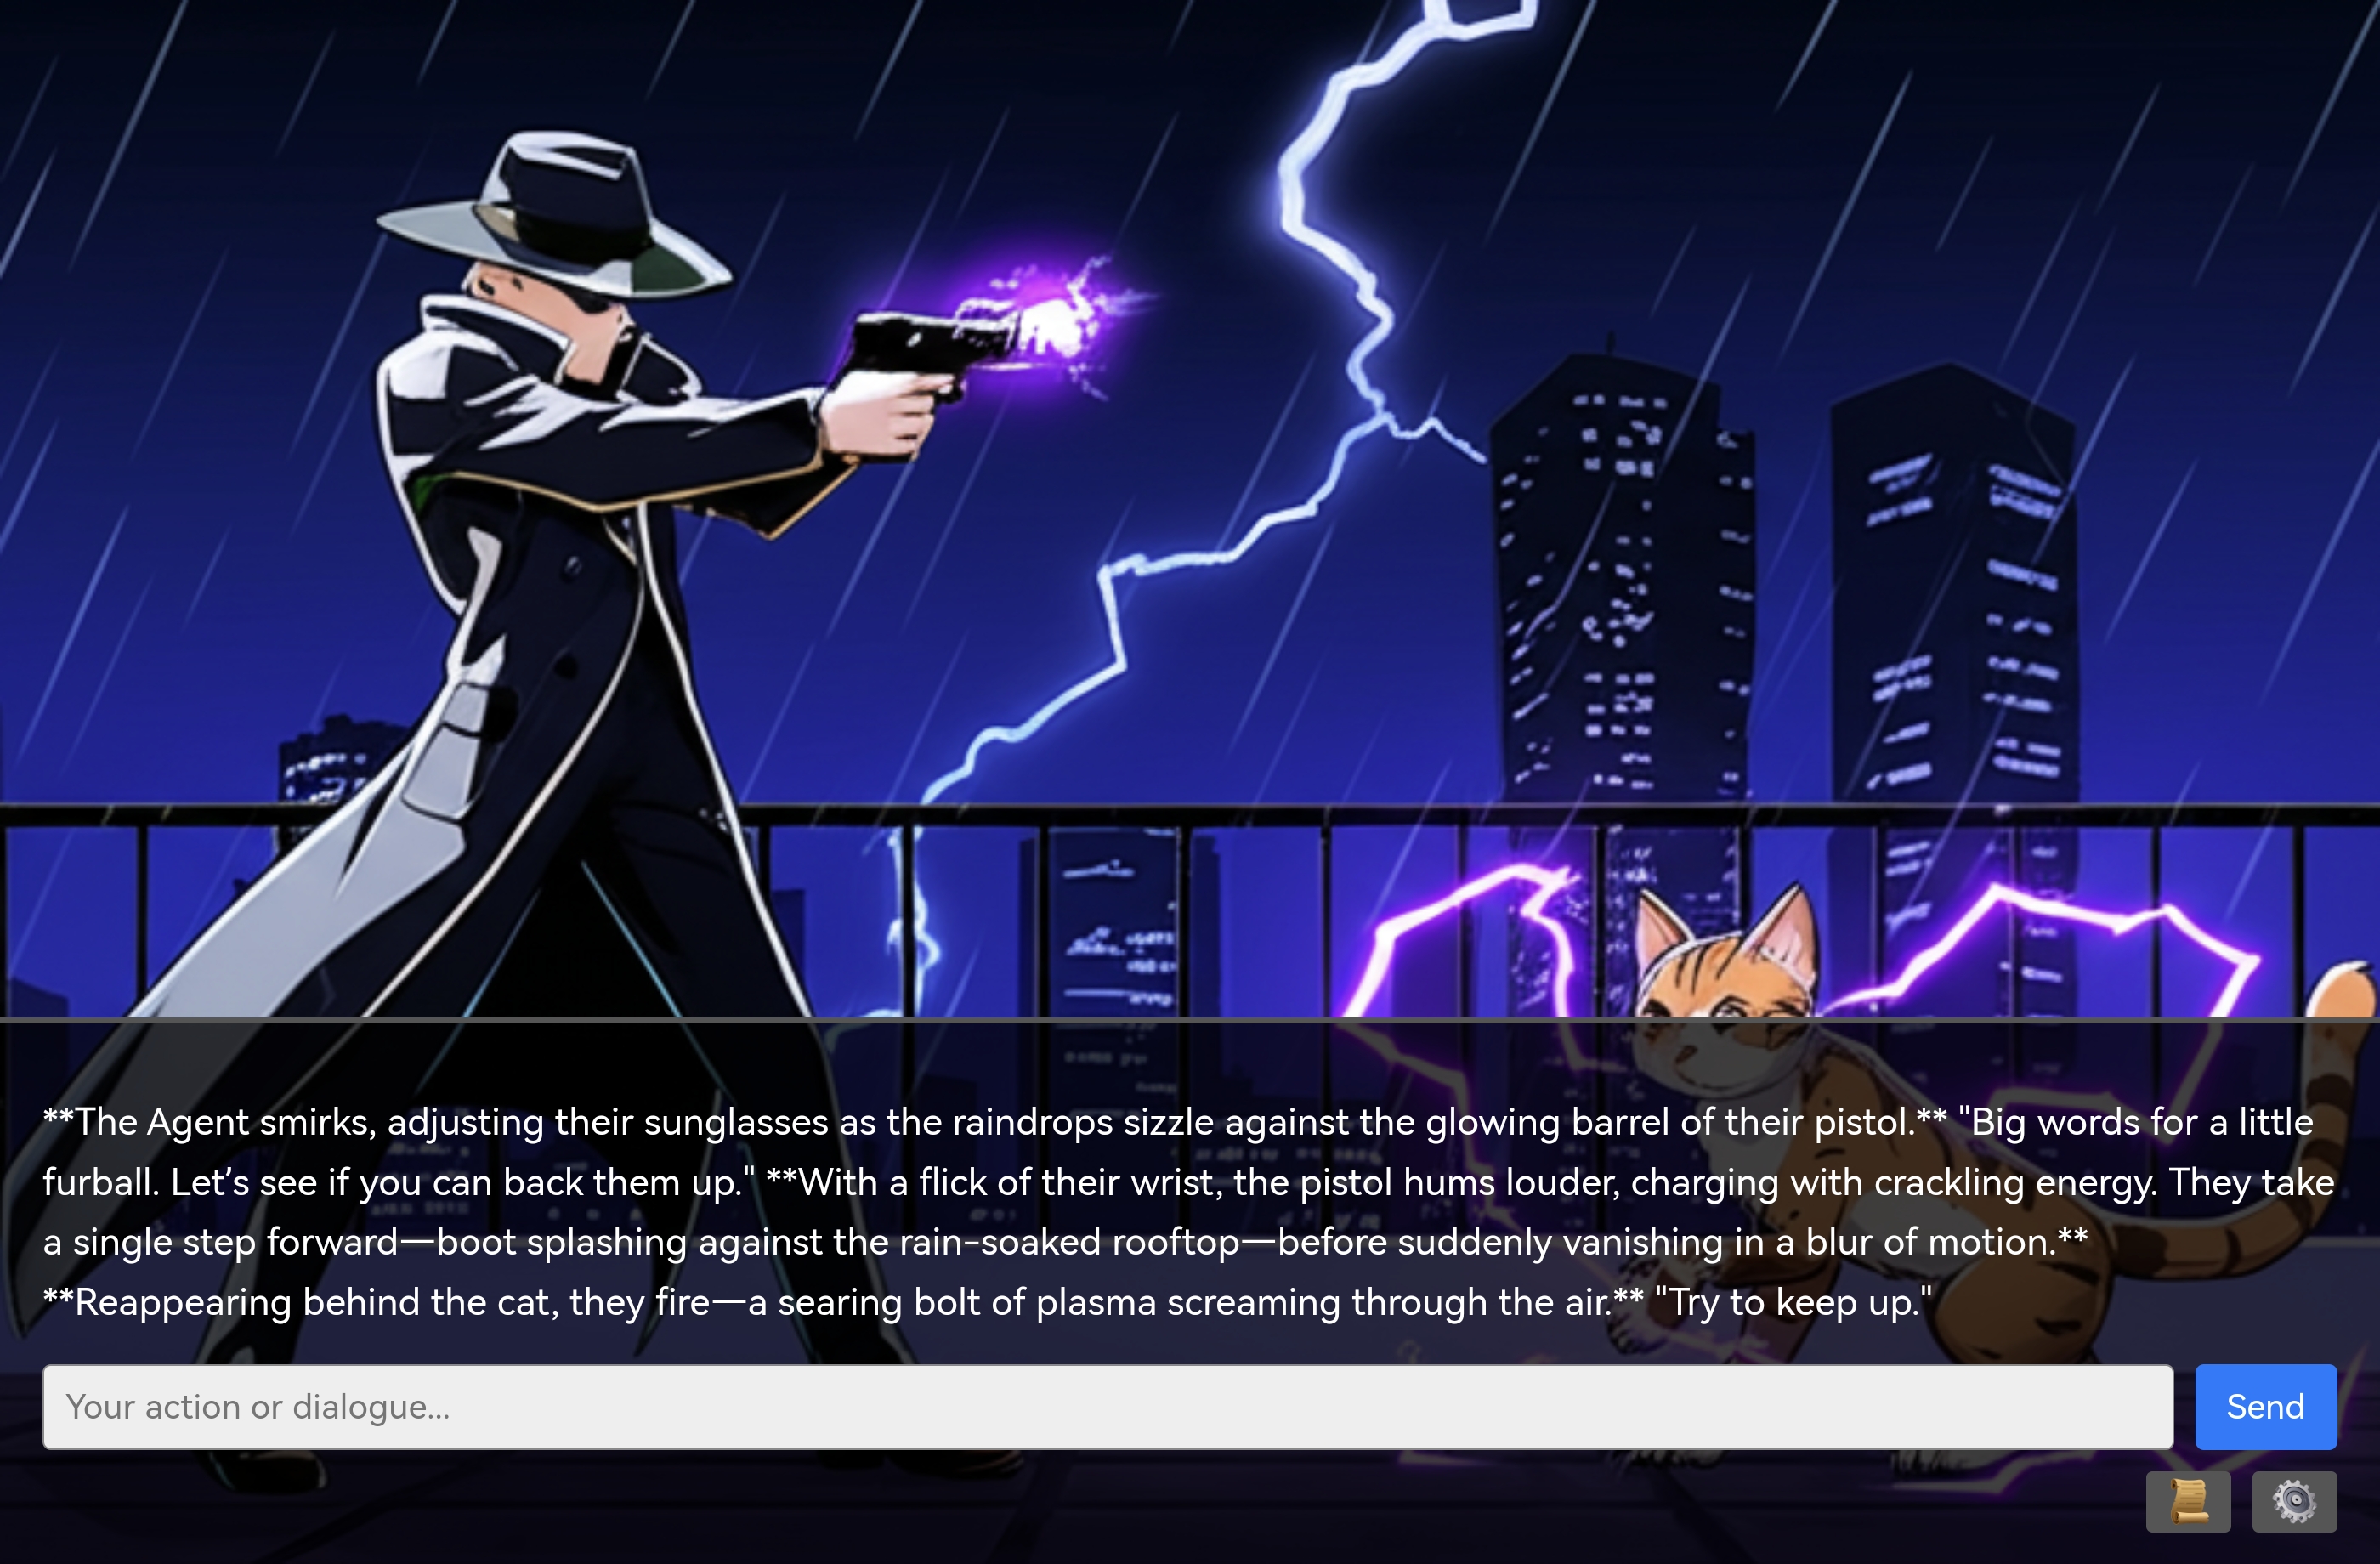 **The Agent smirks, adjusting their sunglasses as the raindrops sizzle against the glowing barrel of their pistol.** "Big words for a little
furball. Let’s see if you can back them up." **With a flick of their wrist, the pistol hums louder, charging with crackling energy. They take
a single step forward—boot splashing against the rain-soaked rooftop—before suddenly vanishing in a blur of motion.**
**Reappearing behind the cat, they fire—a searing bolt of plasma screaming through the air.** "Try to keep up."
Your action or dialogue...
Send